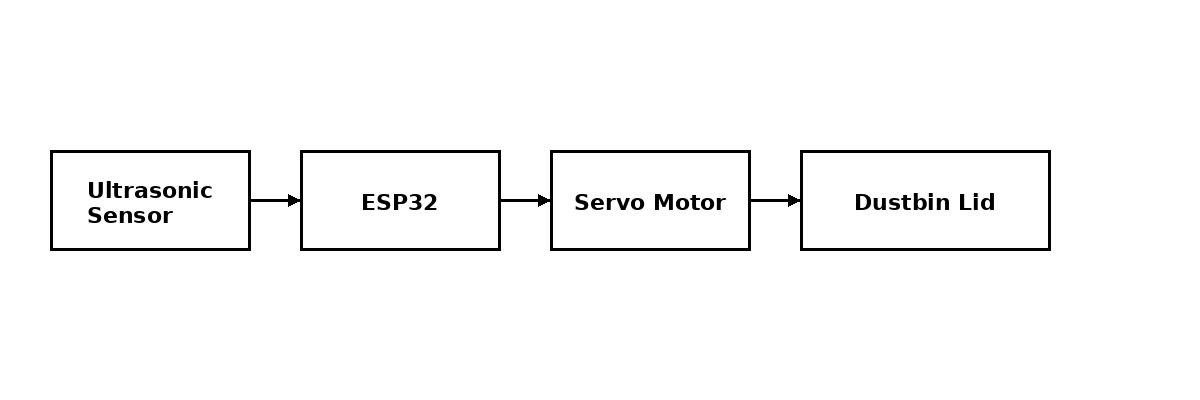 Ultrasonic
Sensor
ESP32
Servo Motor
Dustbin Lid